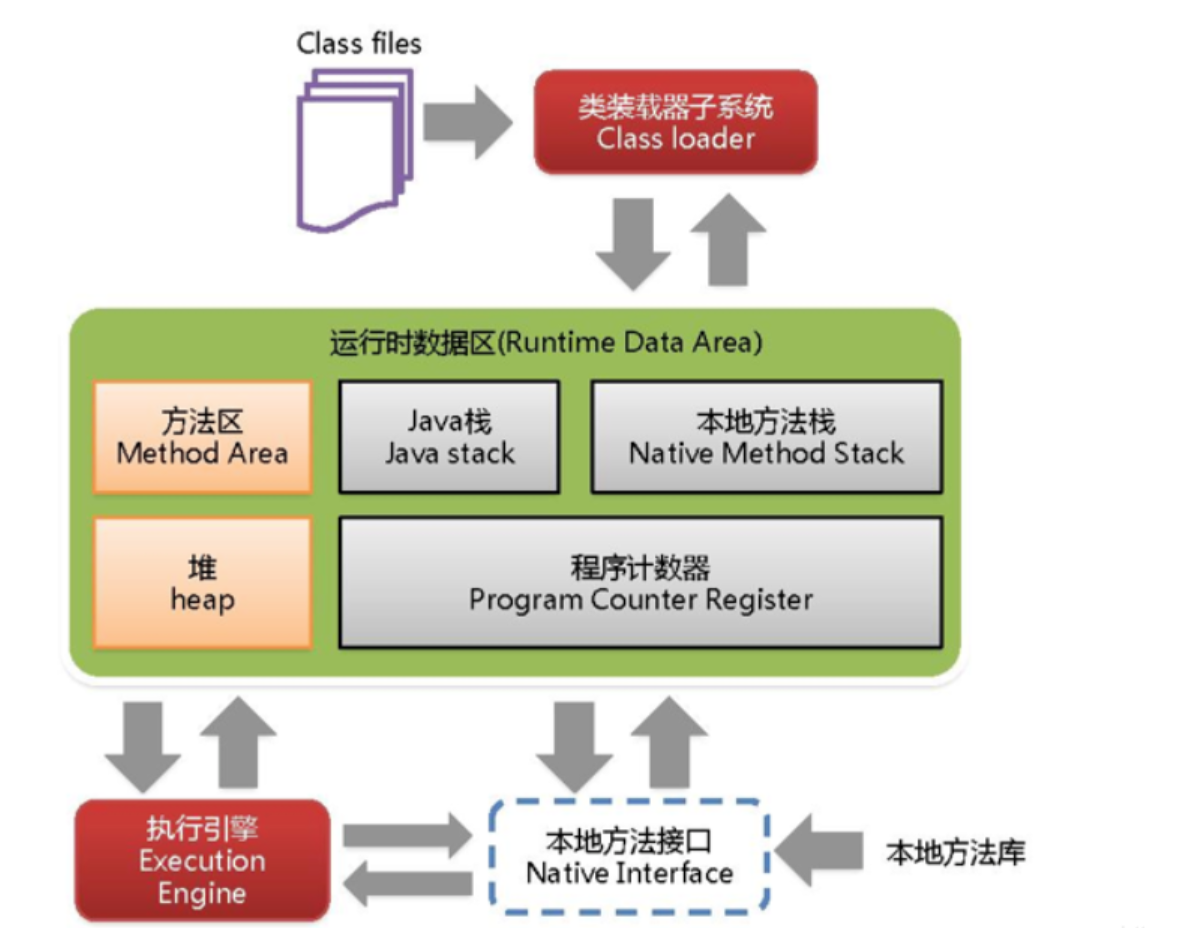 Class files
类装载器子系统
Class loader
运行时数据区(Runtime Data Area)
方法区
Method Area
Java栈
Java stack
本地方法栈
Native Method Stack
堆
heap
程序计数器
Program Counter Register
执行引擎
Execution
Engine
本地方法接口
Native Interface
本地方法库